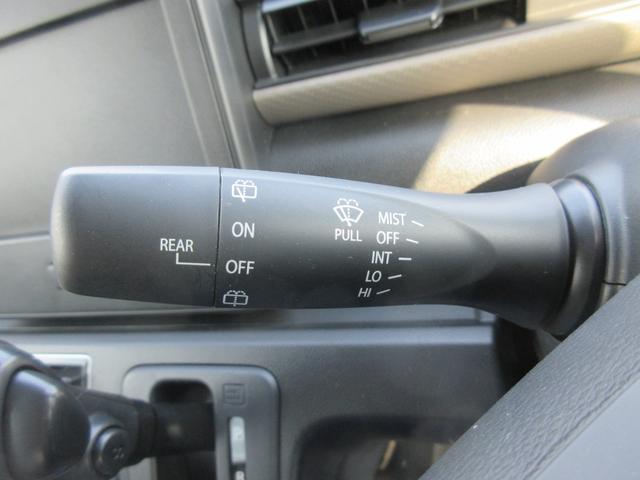 REAR
ON
OFF
PULL
MIST
OFF
INT
LO
HI